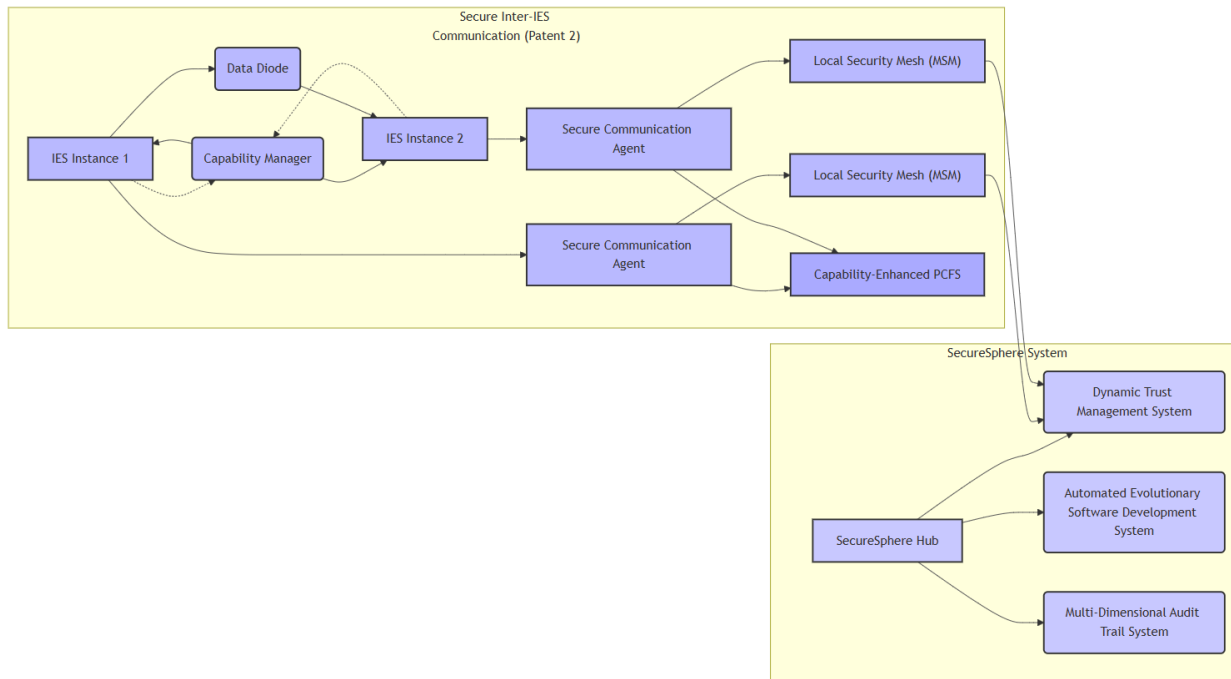 Secure Inter-IES
Communication (Patent 2)
Data Diode
Local Security Mesh (MSM)
IES Instance 1
Capability Manager
IES Instance 2
Secure Communication
Agent
Local Security Mesh (MSM)
Secure Communication
Agent
Capability-Enhanced PCFS
SecureSphere System
Dynamic Trust
Management System
Automated Evolutionary
Software Development
System
SecureSphere Hub
Multi-Dimensional Audit
Trail System